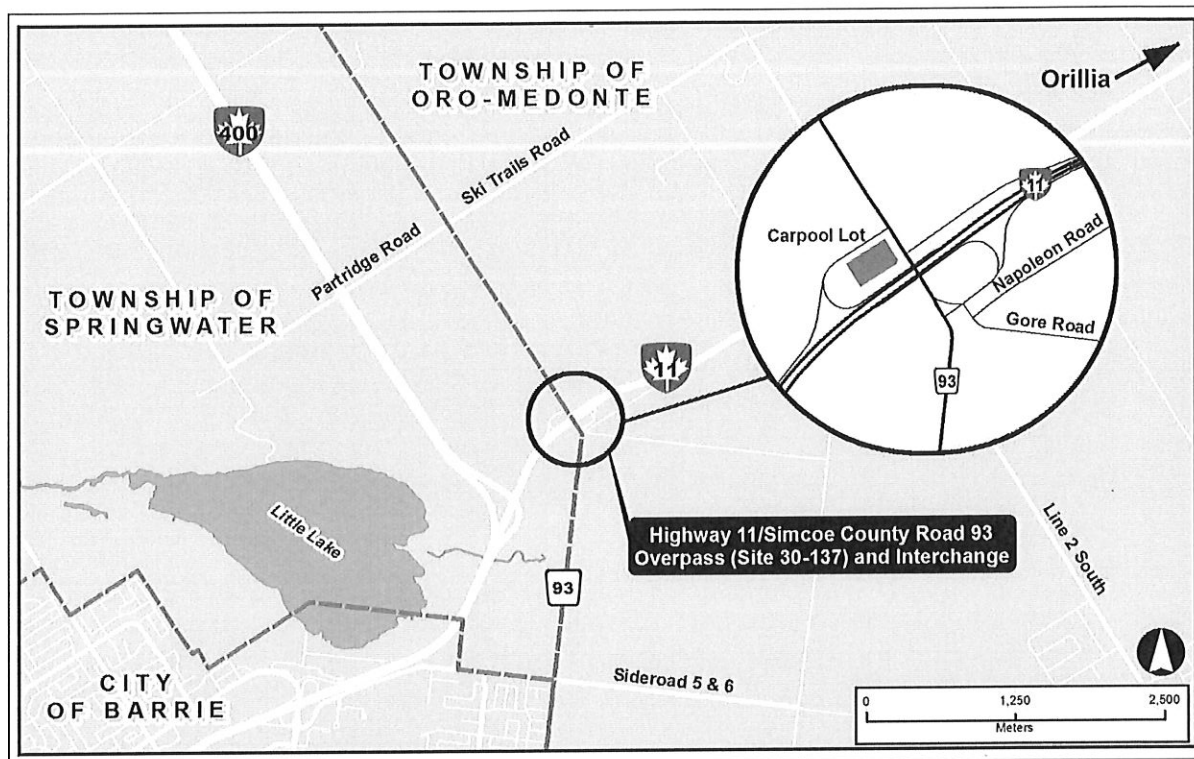 TOWNSHIP OF
ORO-MEDONTE
Orillia
400
Ski Trails Road
11
Carpool Lot
Napoleon Road
Partridge Road
TOWNSHIP OF
SPRINGWATER
Gore Road
11
93
Little Lake
Highway 11/Simcoe County Road 93
Overpass (Site 30-137) and Interchange
Line 2 South
93
CITY
OF BARRIE
Sideroad 5 & 6
0 1,250 2,500
Meters